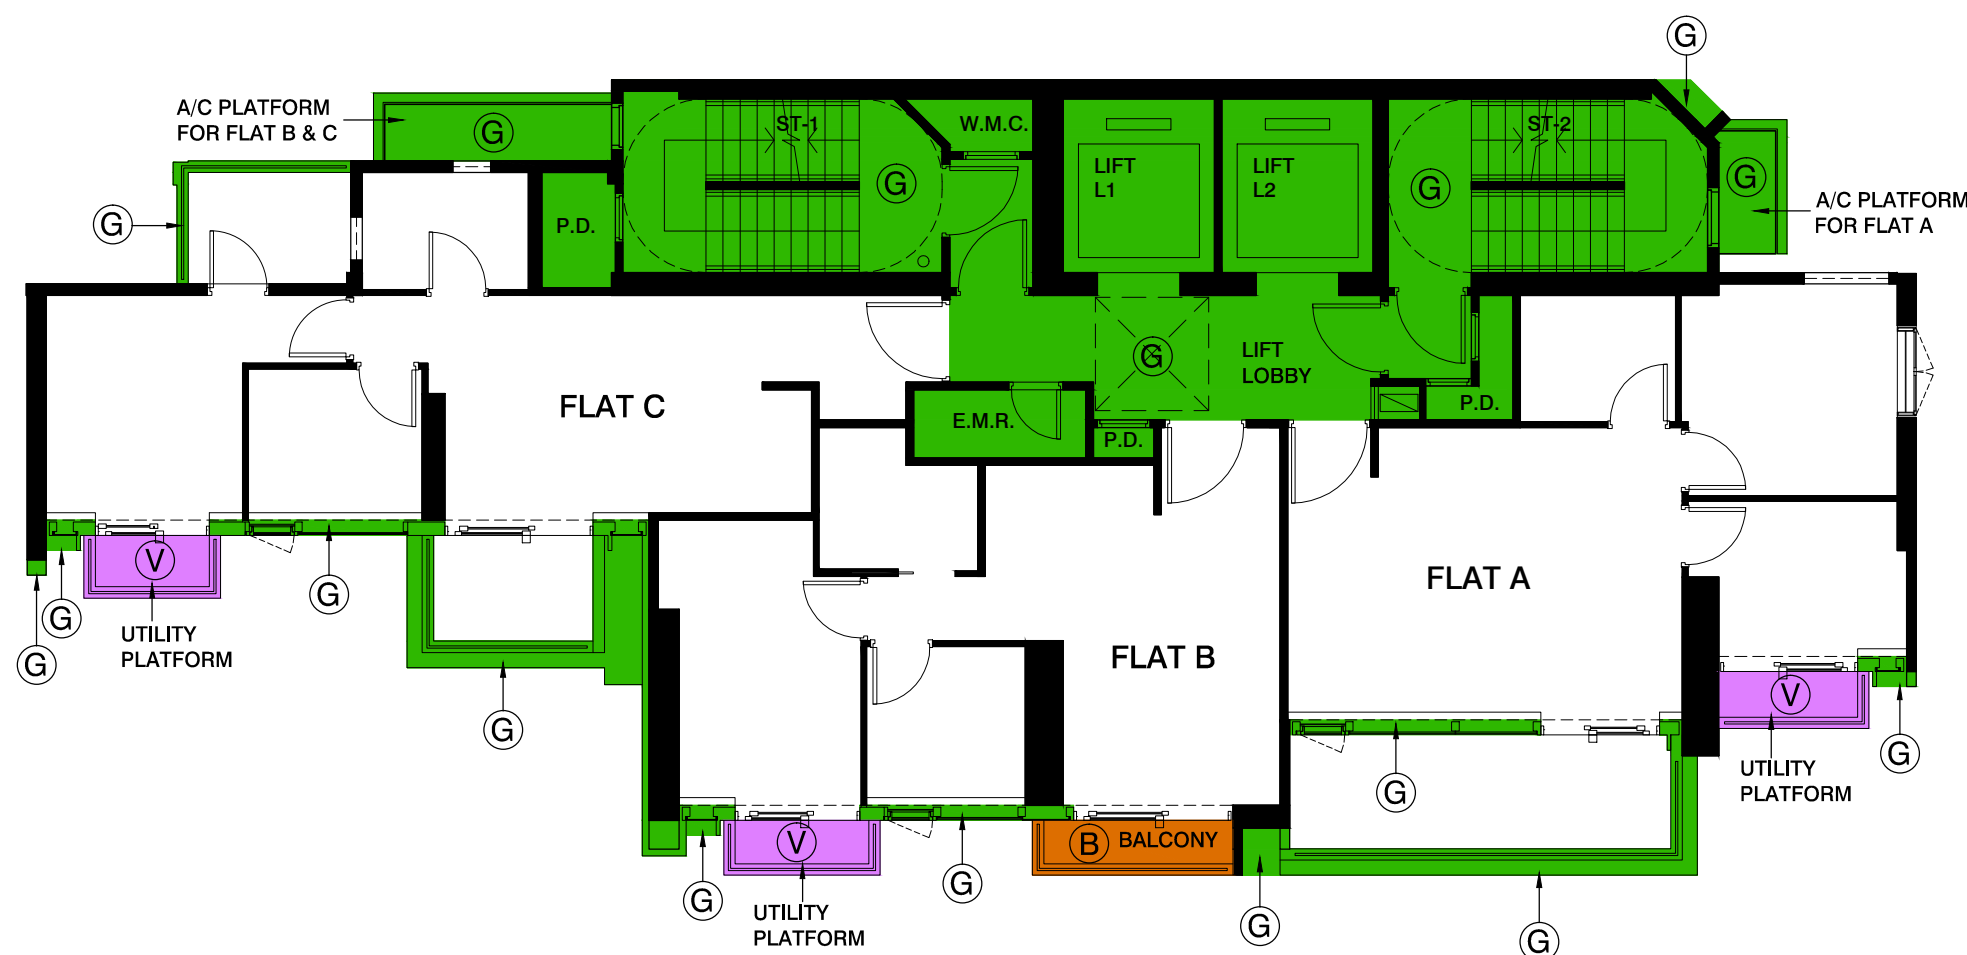 G
A/C PLATFORM
FOR FLAT B & C
G
ST-1
W.M.C.
ST-2
LIFT
L1
LIFT
L2
G
G
G
A/C PLATFORM
FOR FLAT A
G
P.D.
G
LIFT
LOBBY
FLAT C
E.M.R.
P.D.
P.D.
V
G
G
G
UTILITY
PLATFORM
FLAT A
FLAT B
G
V
G
UTILITY
PLATFORM
G
V
G
B BALCONY
G
G
G
UTILITY
PLATFORM